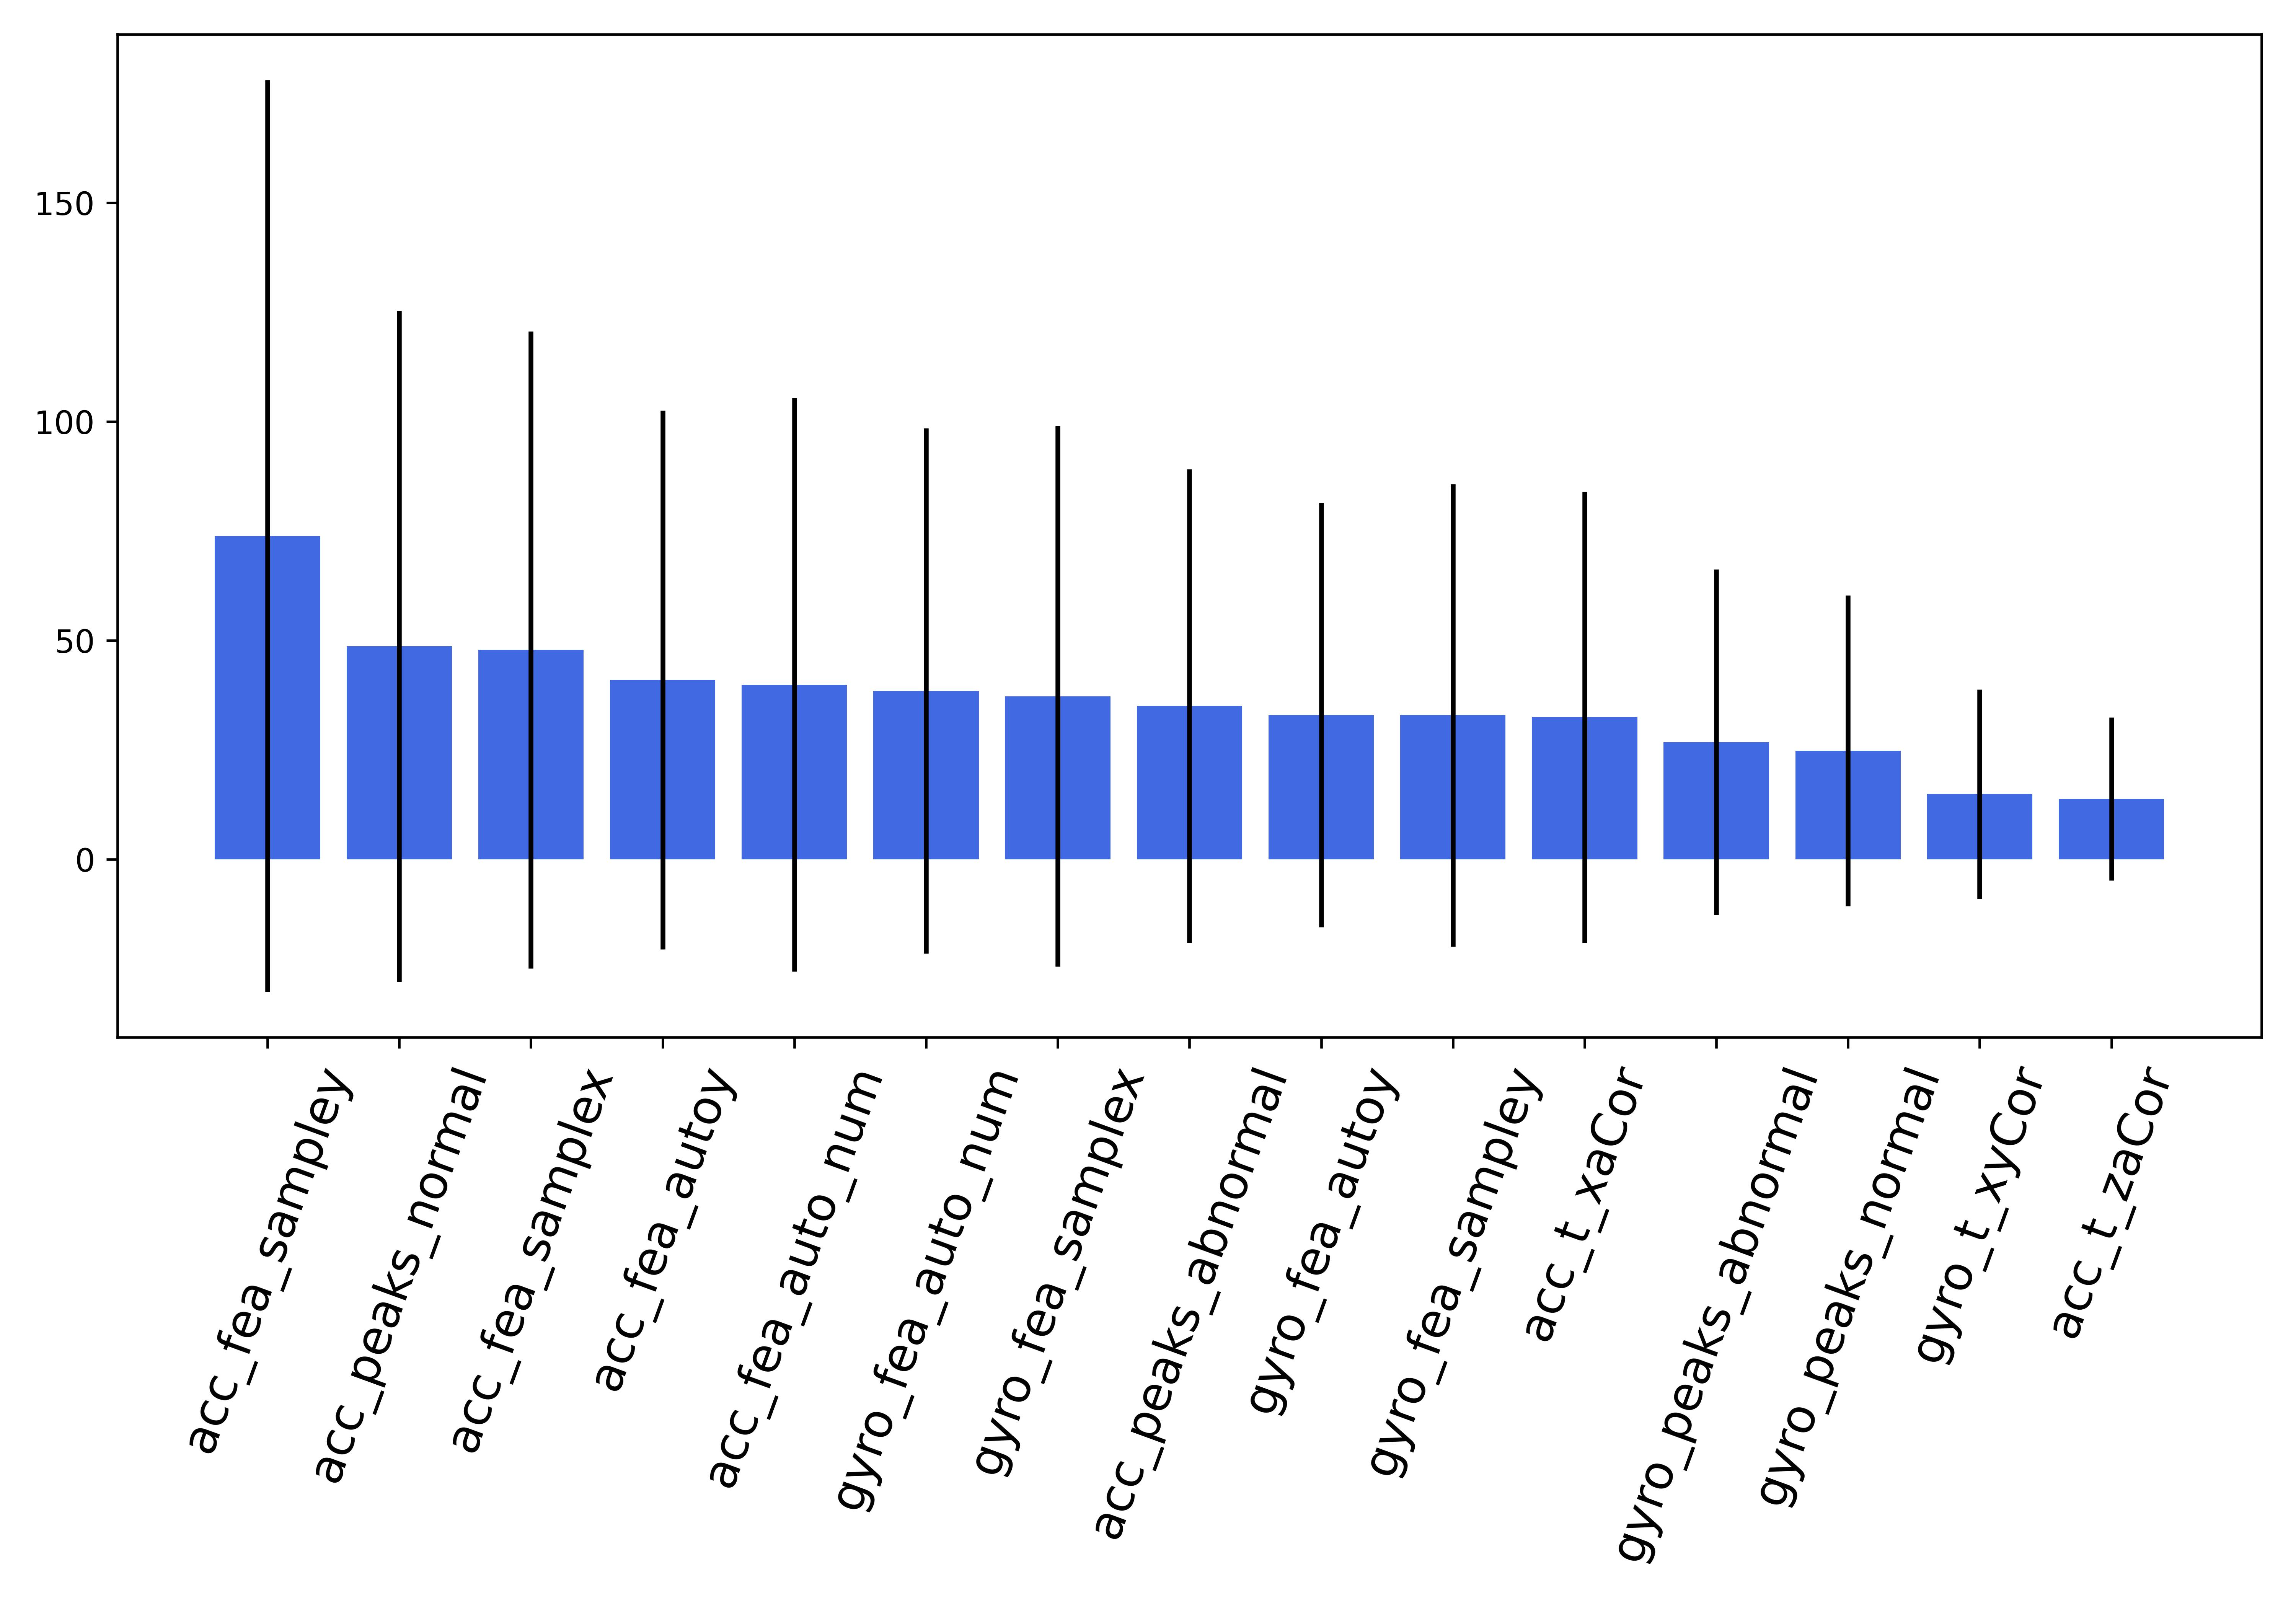 150
100
50
0
acc_fea_sampley
acc_peaks_normal
acc_fea_samplex
acc_fea_autoy
acc_fea_auto_num
gyro_fea_auto_num
gyro_fea_samplex
acc_peaks_abnormal
gyro_fea_autoy
gyro_fea_sampley
acc_t_xaCor
gyro_peaks_abnormal
gyro_peaks_normal
gyro_t_xyCor
acc_t_zaCor